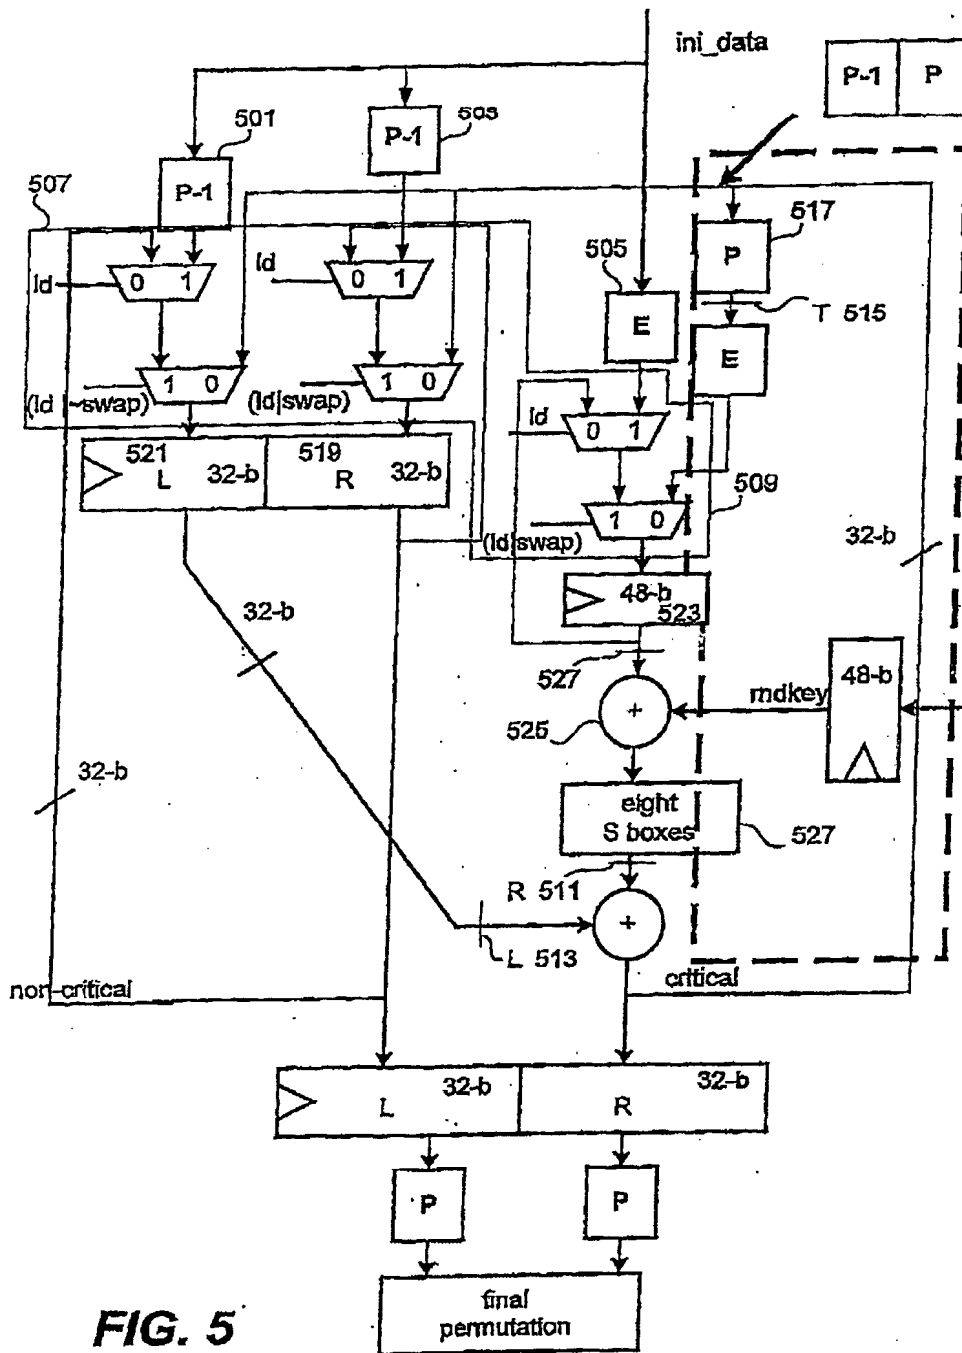 ini_data
P-1 P
501
P-1
503
P-1
507
517
505
P
ld
0 1
ld
0 1
T 515
E
E
1 0
1 0
(ld|~swap)
(ld|swap)
ld
0 1
521
L
32-b
519
R
32-b
509
1 0
(ld|swap)
32-b
48-b
523
32-b
527
48-b
rndkey
+
525
32-b
eight
S boxes
527
R 511
+
L 513
non-critical
critical
32-b
L
32-b
R
P
P
final
permutation
FIG. 5